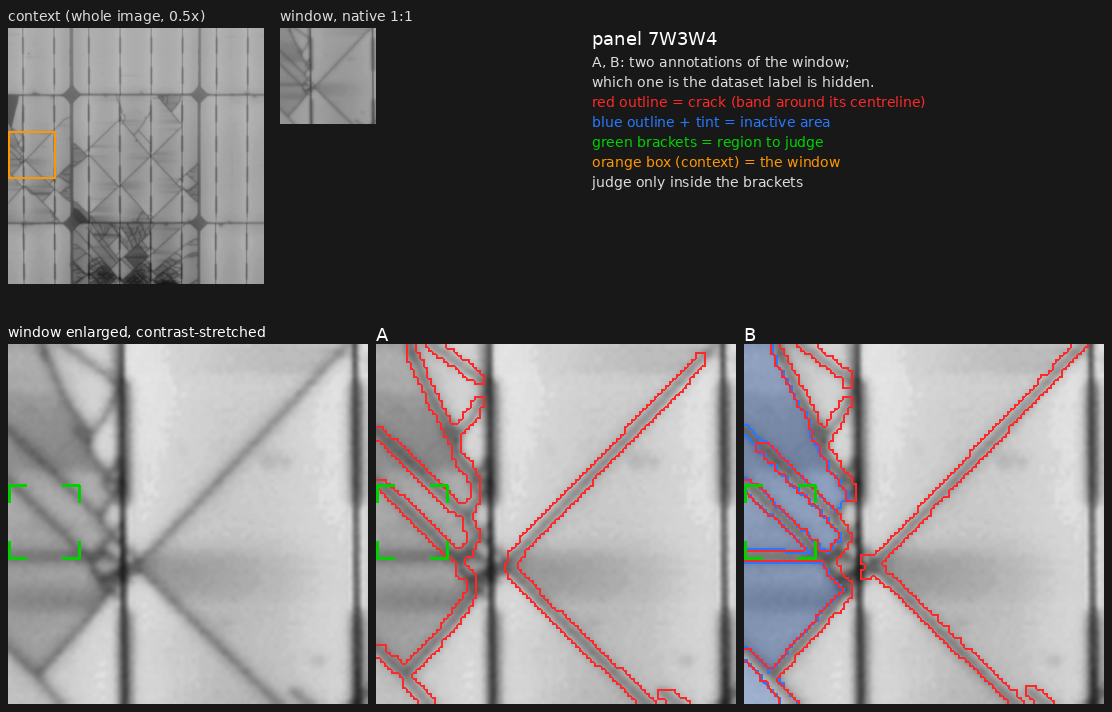 context (whole image, 0.5x)
window, native 1:1
panel 7W3W4
A, B: two annotations of the window;
which one is the dataset label is hidden.
red outline = crack (band around its centreline)
blue outline + tint = inactive area
green brackets = region to judge
orange box (context) = the window
judge only inside the brackets
window enlarged, contrast-stretched
A
B